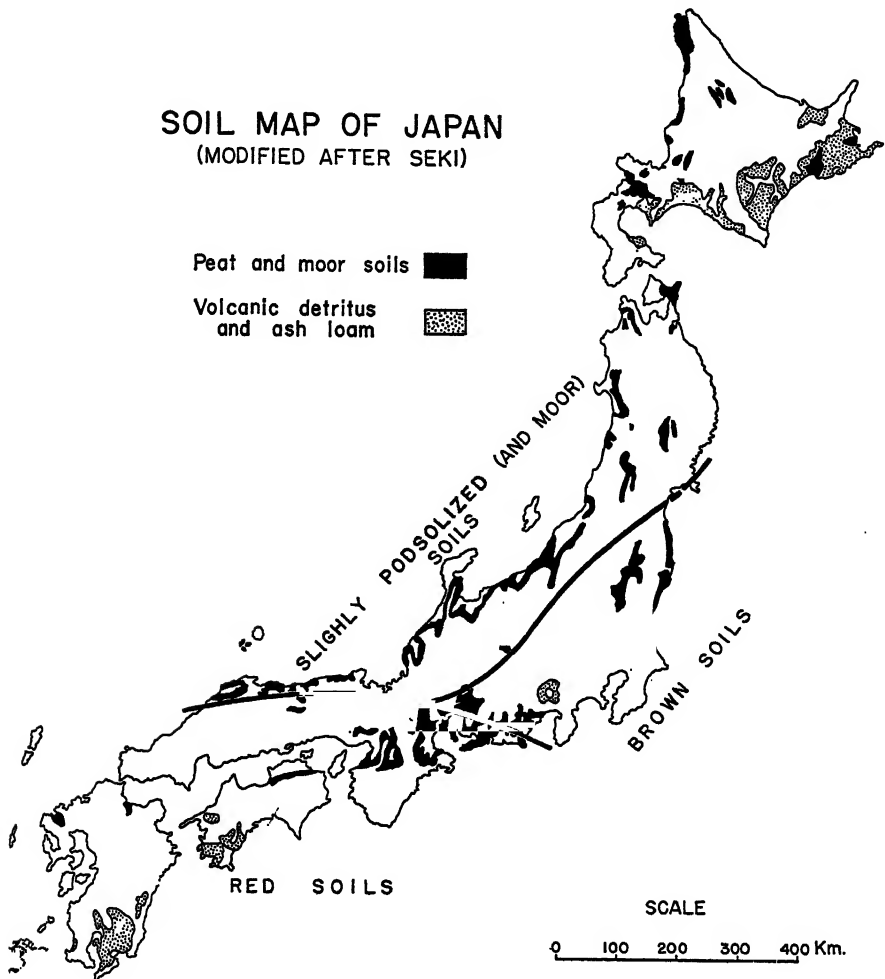 SOIL MAP OF JAPAN
(MODIFIED AFTER SEKI)
Peat and moor soils
Volcanic detritus
and ash loam
SLIGHLY PODSOLIZED (AND MOOR)
SOILS
BROWN SOILS
RED SOILS
SCALE
0 100 200 300 400 Km.